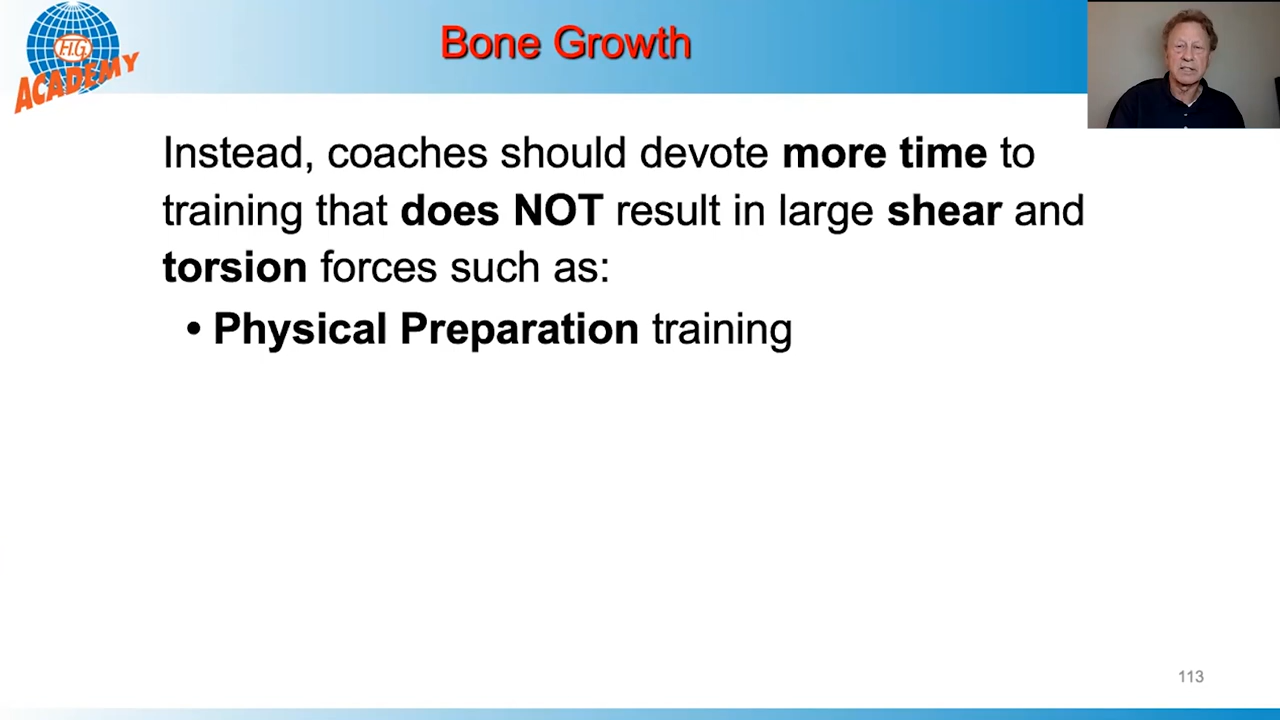 Bone Growth
F.I.G.
ACADEMY
Instead, coaches should devote more time to
training that does NOT result in large shear and
torsion forces such as:
• Physical Preparation training
113